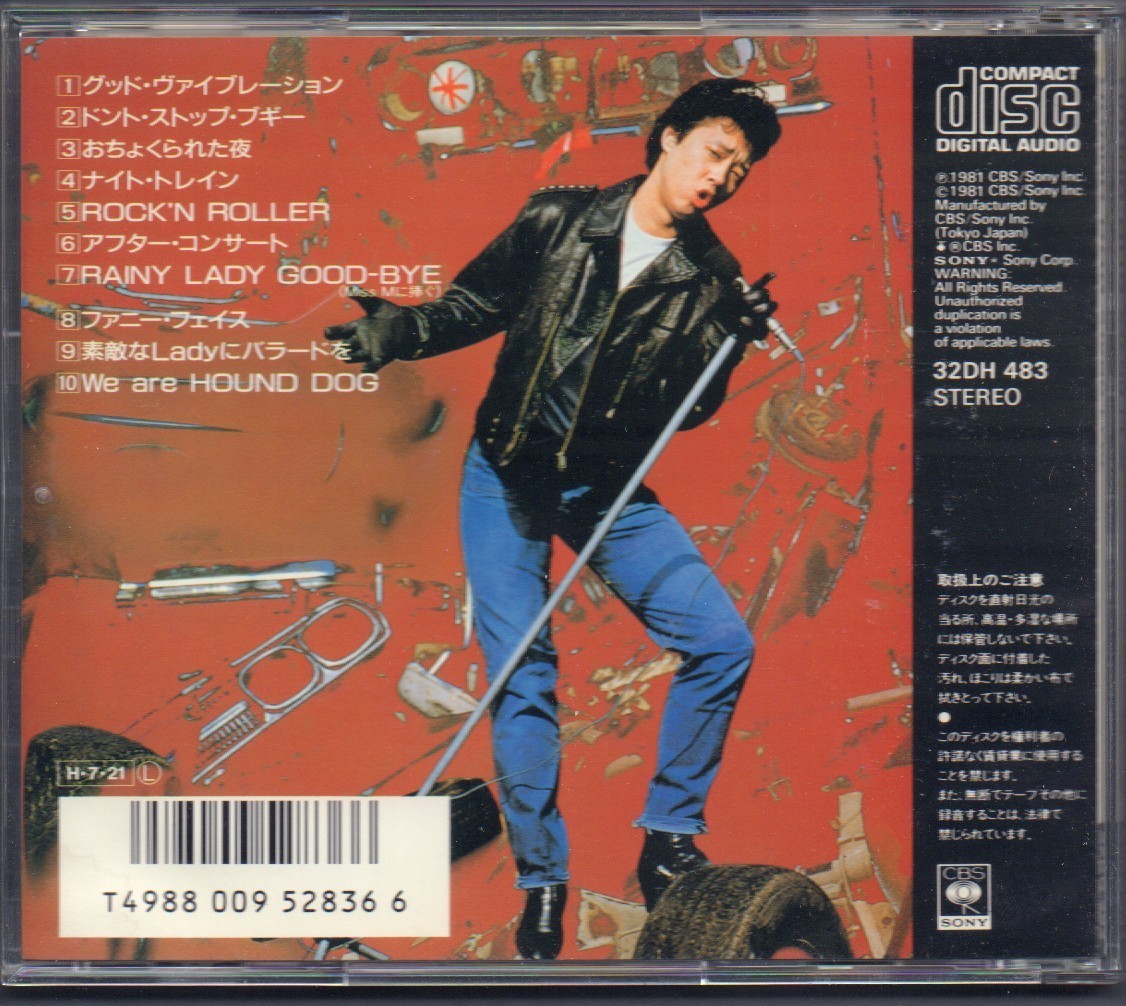 1 グッド・ヴァイブレーション
2 ドント・ストップ・ブギー
3 おちょくられた夜
4 ナイト・トレイン
5 ROCK'N ROLLER
6 アフター・コンサート
7 RAINY LADY GOOD-BYE
(Miss Mに捧ぐ)
8 ファニー・フェイス
9 素敵なLadyにバラードを
10 We are HOUND DOG
H・7・21 Ⓛ
T4988 009 52836 6
COMPACT
disc
DIGITAL AUDIO
℗1981 CBS/Sony Inc.
©1981 CBS/Sony Inc.
Manufactured by
CBS/Sony Inc.
(Tokyo Japan)
®CBS Inc.
SONY® Sony Corp.
WARNING:
All Rights Reserved.
Unauthorized
duplication is
a violation
of applicable laws.
32DH 483
STEREO
取扱上のご注意
ディスクを直射日光の
当る所、高温・多湿な場所
には保管しないで下さい。
ディスク面に付着した
汚れ、ほこりは柔かい布で
拭きとって下さい。
●
このディスクを権利者の
許諾なく賃貸業に使用する
ことを禁じます。
また、無断でテープその他に
録音することは、法律で
禁じられています。
CBS
SONY